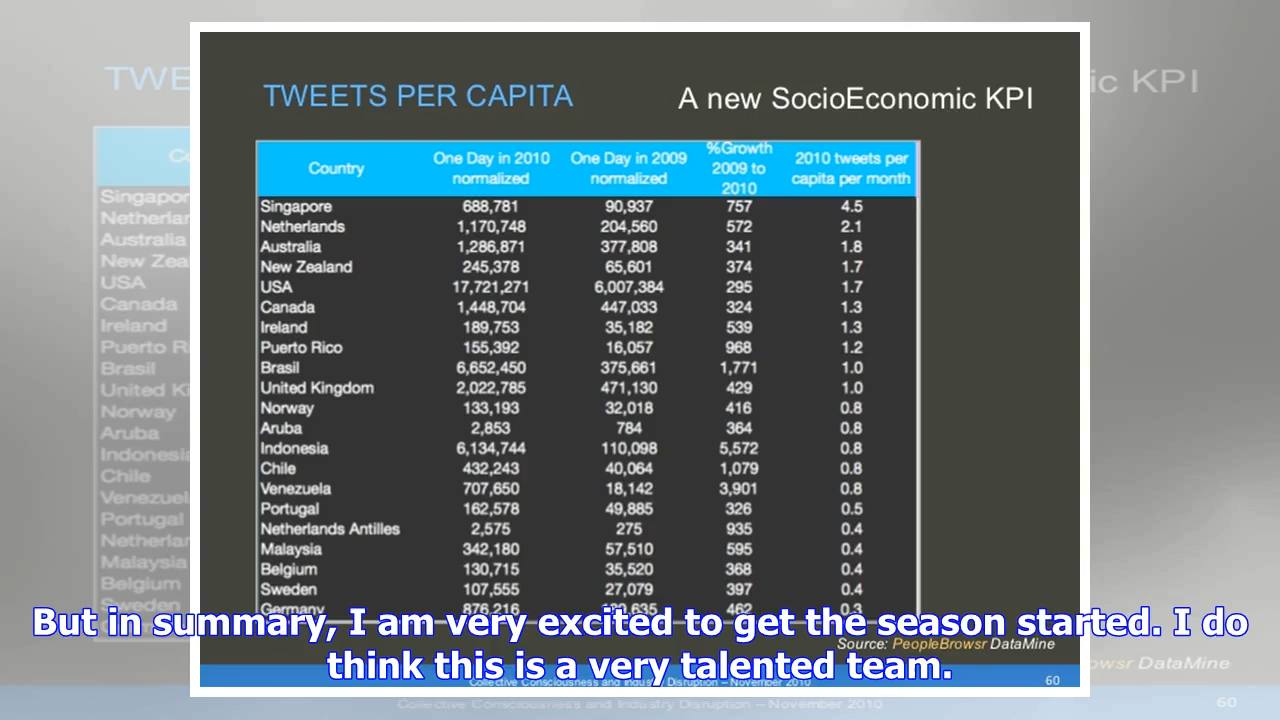 TWEETS PER CAPITA
A new SocioEconomic KPI
Country One Day in 2010 normalized One Day in 2009 normalized %Growth 2009 to 2010 2010 tweets per capita per month
Singapore 688,781 90,937 757 4.5
Netherlands 1,170,748 204,560 572 2.1
Australia 1,286,871 377,808 341 1.8
New Zealand 245,378 65,601 374 1.7
USA 17,721,271 6,007,384 295 1.7
Canada 1,448,704 447,033 324 1.3
Ireland 189,753 35,182 539 1.3
Puerto Rico 155,392 16,057 968 1.2
Brasil 6,652,450 375,661 1,771 1.0
United Kingdom 2,022,785 471,130 429 1.0
Norway 133,193 32,018 416 0.8
Aruba 2,853 784 364 0.8
Indonesia 6,134,744 110,098 5,572 0.8
Chile 432,243 40,064 1,079 0.8
Venezuela 707,650 18,142 3,901 0.8
Portugal 162,578 49,885 326 0.5
Netherlands Antilles 2,575 275 935 0.4
Malaysia 342,180 57,510 595 0.4
Belgium 130,715 35,520 368 0.4
Sweden 107,555 27,079 397 0.4
Germany 876,216 462 0.3
But in summary, I am very excited to get the season started. I do
think this is a very talented team.
Source: PeopleBrowsr DataMine
Collective Consciousness and Industry Disruption – November 2010 60